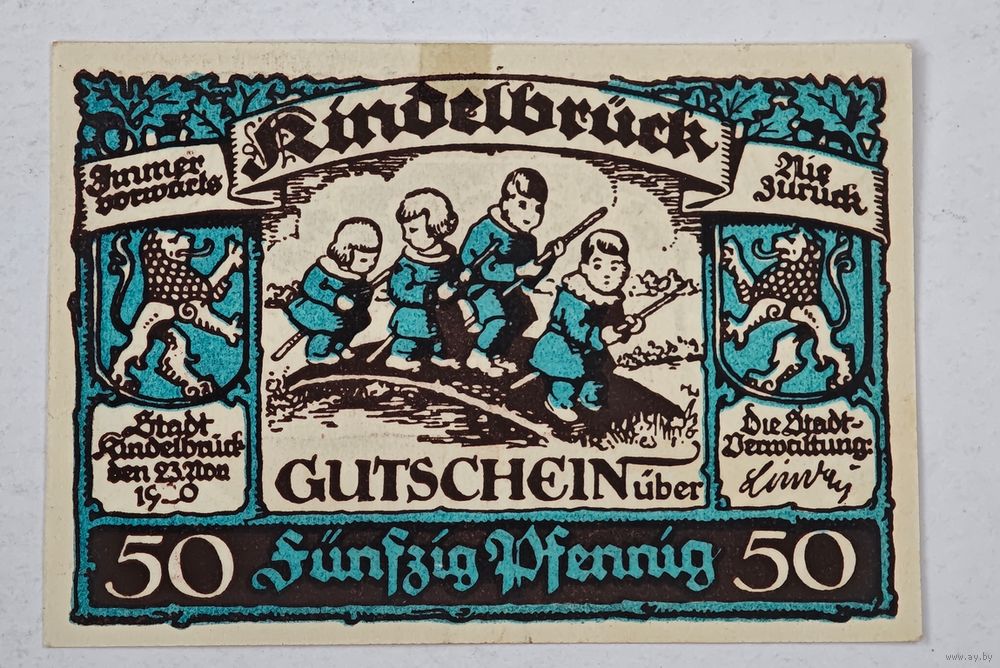 Kindelbrück
Immer
vorwärts
Nie
zurück
Stadt
Kindelbrück
den 23. Nov
19_0
Die Stadt-
Verwaltung:
GUTSCHEIN über
50 Fünfzig Pfennig 50
www.ay.by